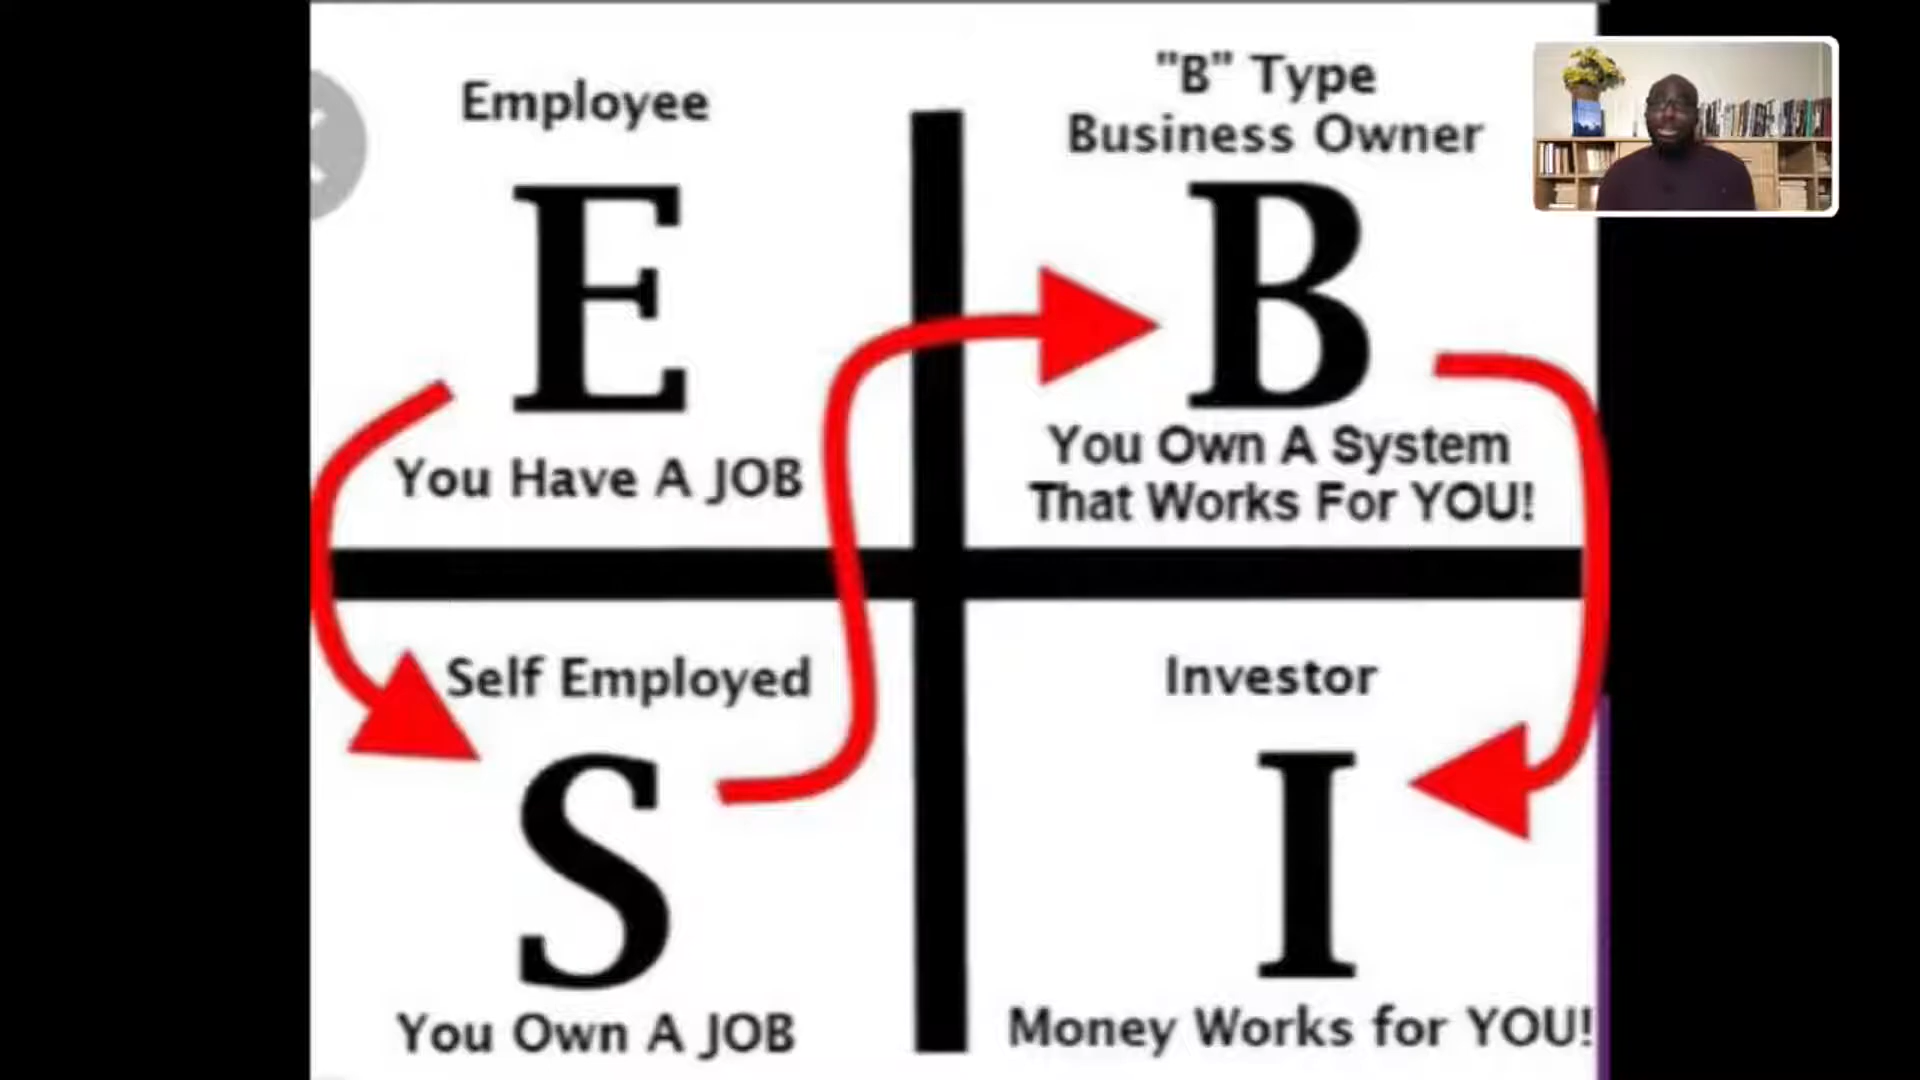 Employee
E
You Have A JOB
"B" Type
Business Owner
B
You Own A System
That Works For YOU!
Self Employed
S
You Own A JOB
Investor
I
Money Works for YOU!